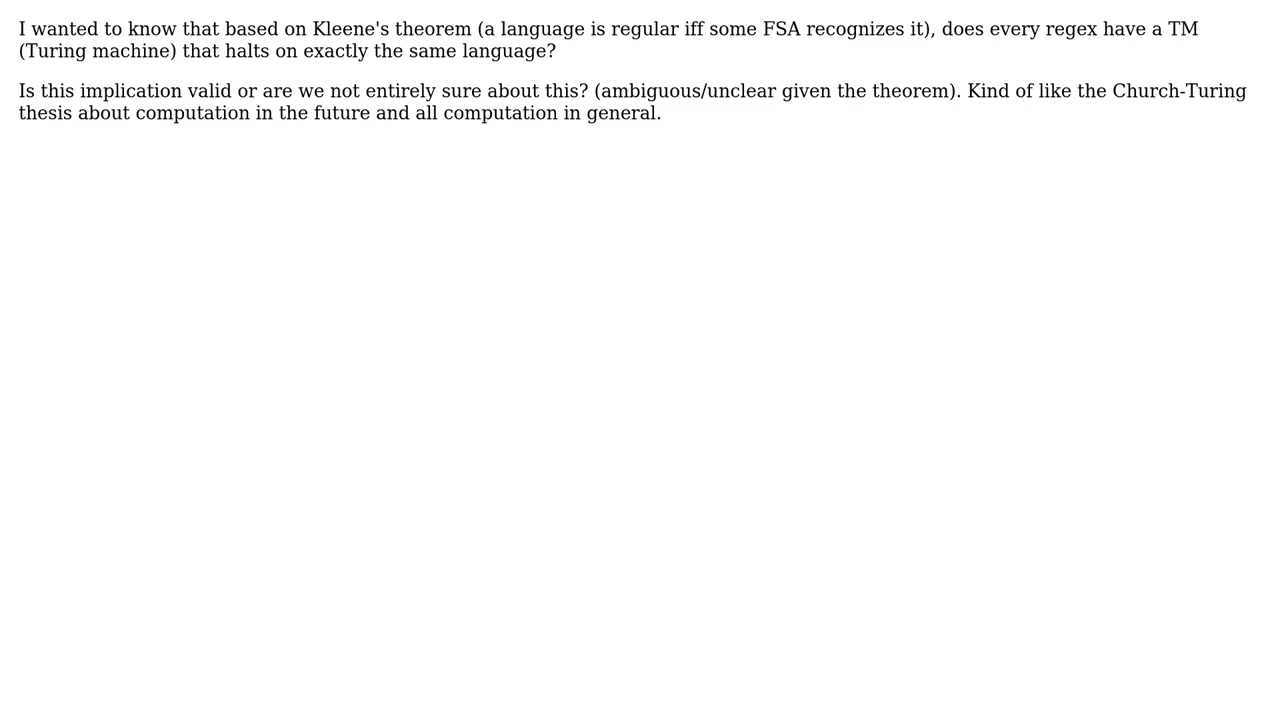 I wanted to know that based on Kleene's theorem (a language is regular iff some FSA recognizes it), does every regex have a TM
(Turing machine) that halts on exactly the same language?
Is this implication valid or are we not entirely sure about this? (ambiguous/unclear given the theorem). Kind of like the Church-Turing
thesis about computation in the future and all computation in general.